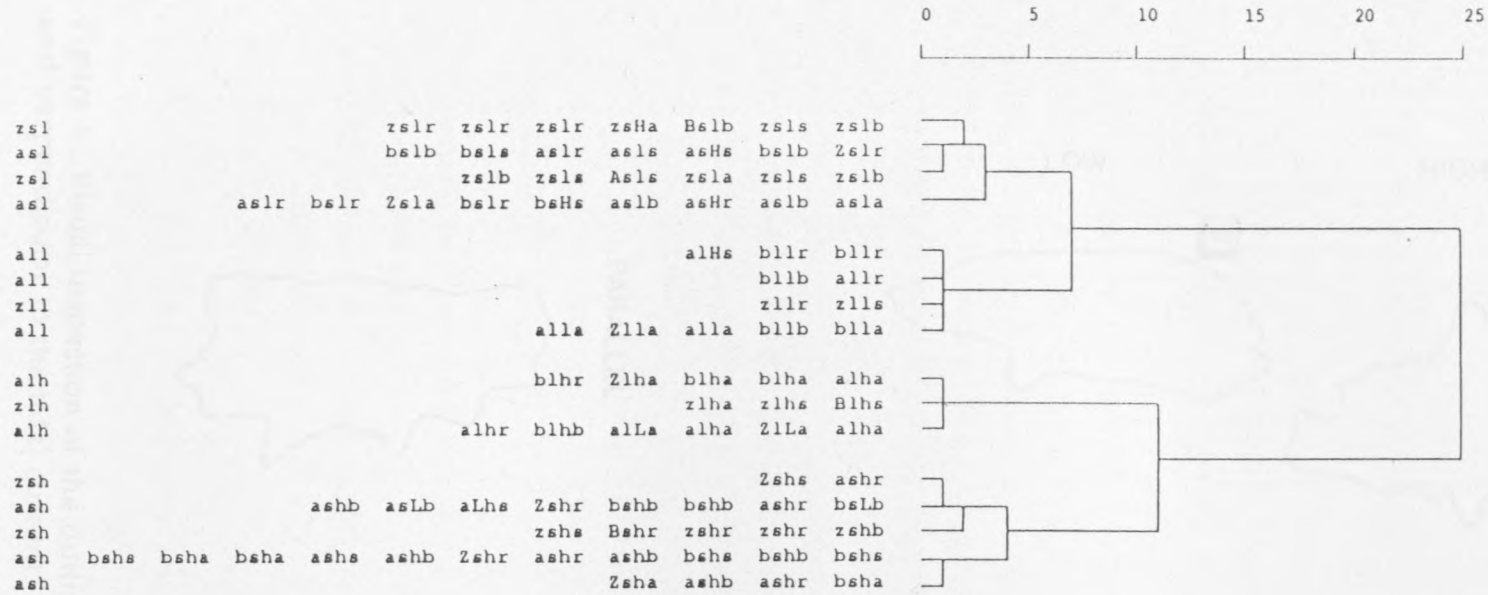 0 5 10 15 20 25
zsl zslr zslr zslr zsHa Bslb zsls zslb
asl bslb bsls aslr asls asHs bslb Zslr
zsl zslb zsls Asls zsla zsls zslb
asl aslr bslr Zsla bslr bsHs aslb asHr aslb asla
all alHs bllr bllr
all bllb allr
zll zllr zlls
all alla Zlla alla bllb blla
alh blhr Zlha blha blha alha
zlh zlha zlhs Blhs
alh alhr blhb alLa alha ZlLa alha
zsh Zshs ashr
ash ashb asLb aLhs Zshr bshb bshb ashr bsLb
zsh zshs Bshr zshr zshr zshb
ash bshs bsha bsha ashs ashb Zshr ashr ashb bshs bshb bshs
ash Zsha ashb ashr bsha